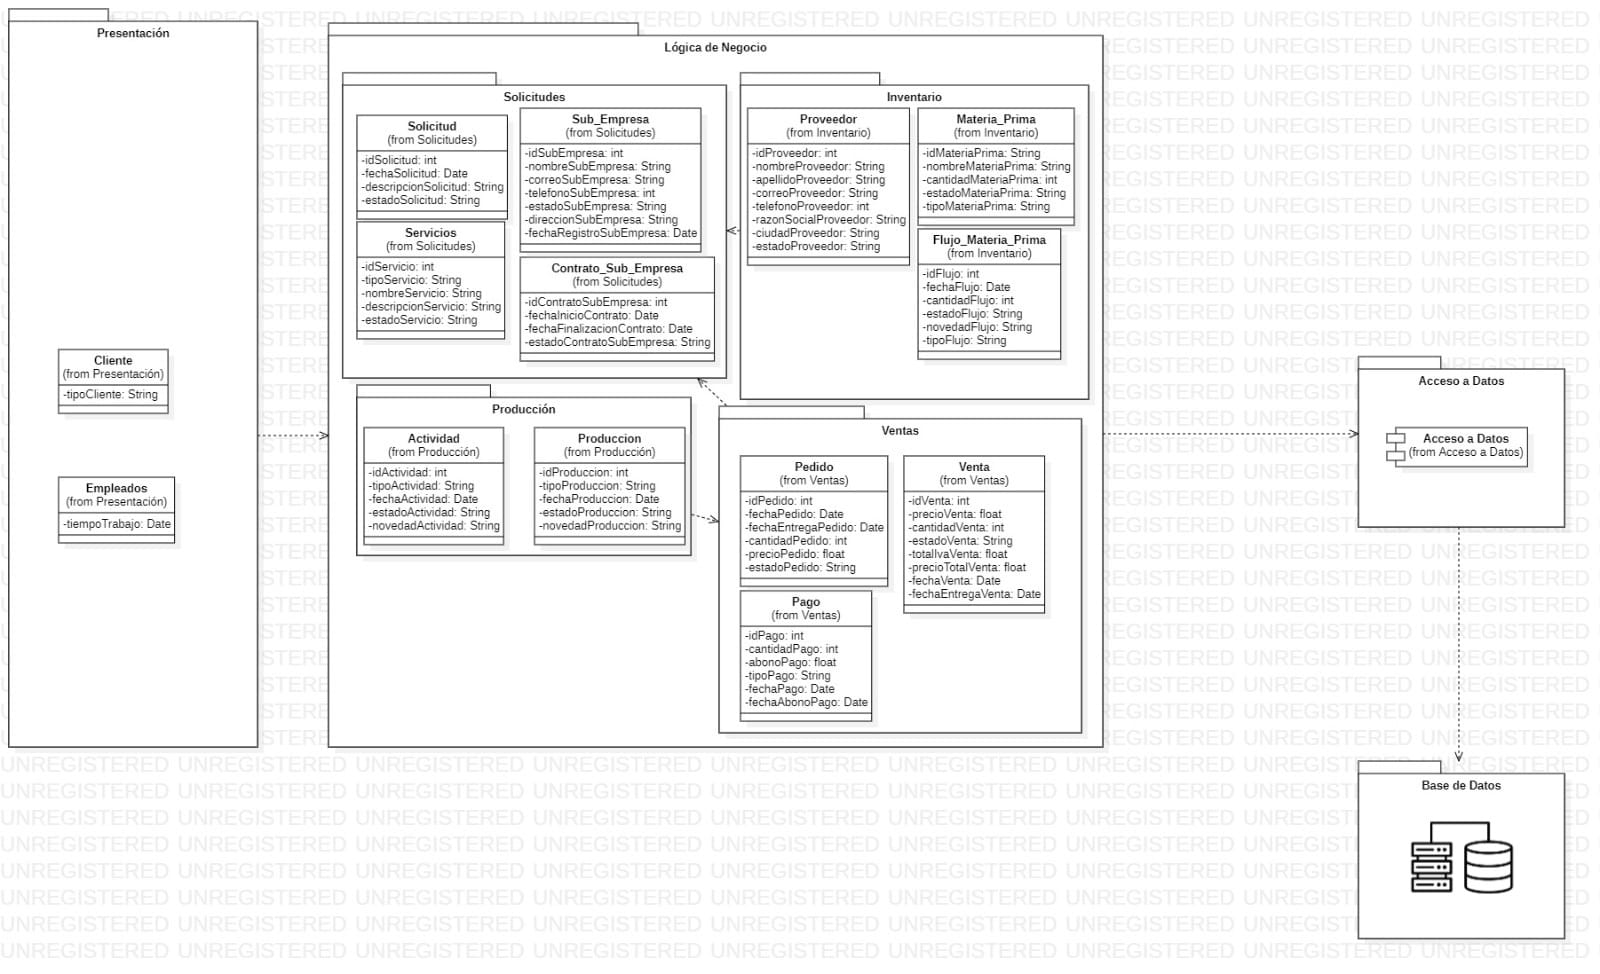 Presentación
Cliente
(from Presentación)
-tipoCliente: String
Empleados
(from Presentación)
-tiempoTrabajo: Date
Lógica de Negocio
Solicitudes
Solicitud
(from Solicitudes)
-idSolicitud: int
-fechaSolicitud: Date
-descripcionSolicitud: String
-estadoSolicitud: String
Servicios
(from Solicitudes)
-idServicio: int
-tipoServicio: String
-nombreServicio: String
-descripcionServicio: String
-estadoServicio: String
Sub_Empresa
(from Solicitudes)
-idSubEmpresa: int
-nombreSubEmpresa: String
-correoSubEmpresa: String
-telefonoSubEmpresa: int
-estadoSubEmpresa: String
-direccionSubEmpresa: String
-fechaRegistroSubEmpresa: Date
Contrato_Sub_Empresa
(from Solicitudes)
-idContratoSubEmpresa: int
-fechaInicioContrato: Date
-fechaFinalizacionContrato: Date
-estadoContratoSubEmpresa: String
Inventario
Proveedor
(from Inventario)
-idProveedor: int
-nombreProveedor: String
-apellidoProveedor: String
-correoProveedor: String
-telefonoProveedor: int
-razonSocialProveedor: String
-ciudadProveedor: String
-estadoProveedor: String
Materia_Prima
(from Inventario)
-idMateriaPrima: String
-nombreMateriaPrima: String
-cantidadMateriaPrima: int
-estadoMateriaPrima: String
-tipoMateriaPrima: String
Flujo_Materia_Prima
(from Inventario)
-idFlujo: int
-fechaFlujo: Date
-cantidadFlujo: int
-estadoFlujo: String
-novedadFlujo: String
-tipoFlujo: String
Producción
Actividad
(from Producción)
-idActividad: int
-tipoActividad: String
-fechaActividad: Date
-estadoActividad: String
-novedadActividad: String
Produccion
(from Producción)
-idProduccion: int
-tipoProduccion: String
-fechaProduccion: Date
-estadoProduccion: String
-novedadProduccion: String
Ventas
Pedido
(from Ventas)
-idPedido: int
-fechaPedido: Date
-fechaEntregaPedido: Date
-cantidadPedido: int
-precioPedido: float
-estadoPedido: String
Venta
(from Ventas)
-idVenta: int
-precioVenta: float
-cantidadVenta: int
-estadoVenta: String
-totalIvaVenta: float
-precioTotalVenta: float
-fechaVenta: Date
-fechaEntregaVenta: Date
Pago
(from Ventas)
-idPago: int
-cantidadPago: int
-abonoPago: float
-tipoPago: String
-fechaPago: Date
-fechaAbonoPago: Date
Acceso a Datos
Acceso a Datos
(from Acceso a Datos)
Base de Datos
UNREGISTERED UNREGISTERED UNREGISTERED UNREGISTERED UNREGISTERED UNREGISTERED UNREGISTERED UNREGISTERED UNREGISTERED